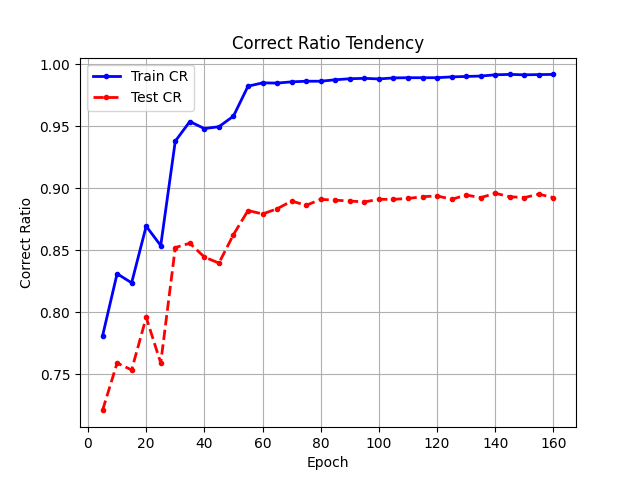 Correct Ratio Tendency
Train CR
Test CR
1.00
0.95
0.90
0.85
0.80
0.75
Correct Ratio
0 20 40 60 80 100 120 140 160
Epoch